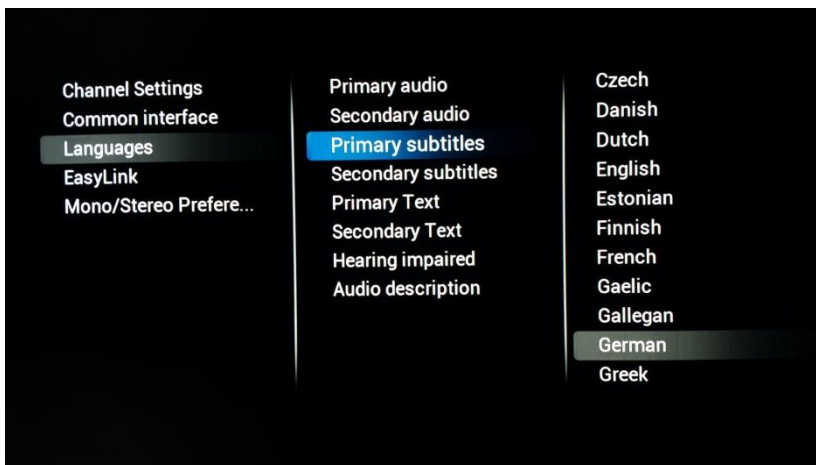 Channel Settings
Common interface
Languages
EasyLink
Mono/Stereo Prefere...
Primary audio
Secondary audio
Primary subtitles
Secondary subtitles
Primary Text
Secondary Text
Hearing impaired
Audio description
Czech
Danish
Dutch
English
Estonian
Finnish
French
Gaelic
Gallegan
German
Greek